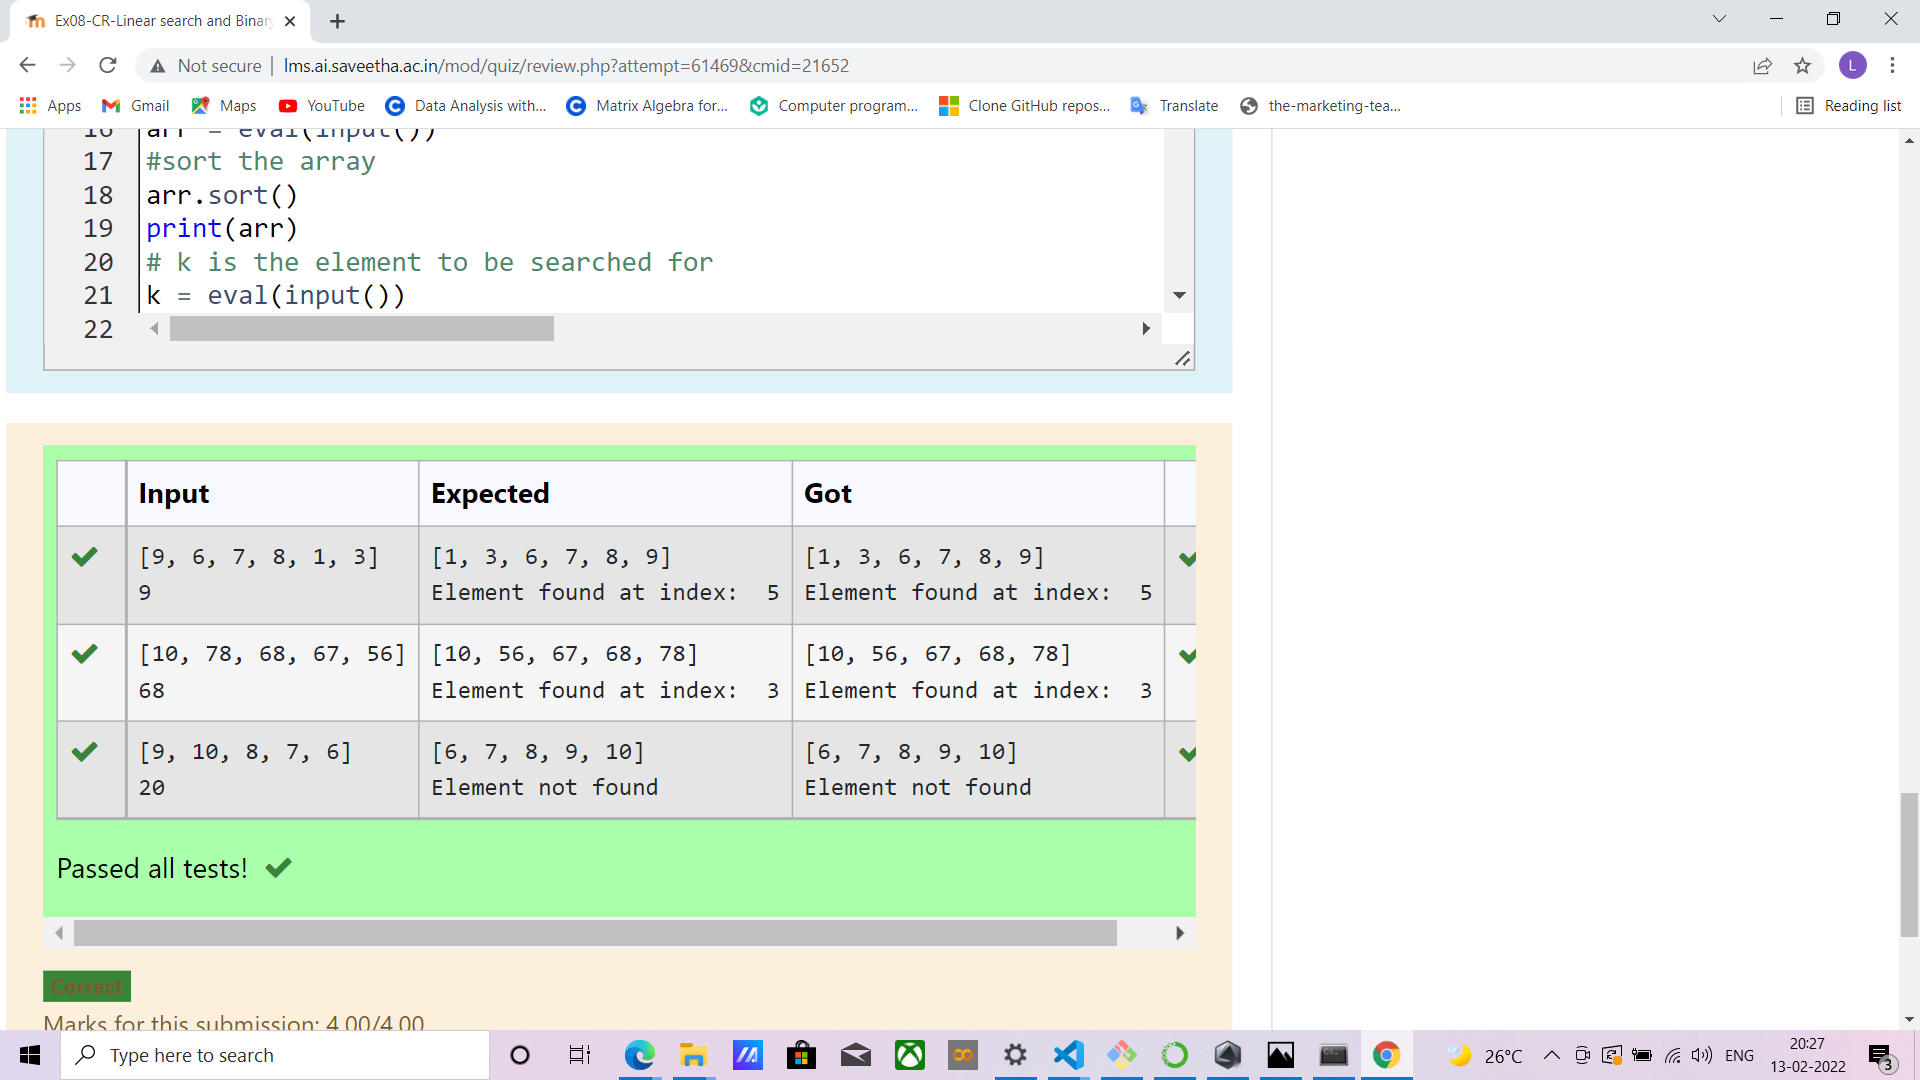 Ex08-CR-Linear search and Binar
Not secure | lms.ai.saveetha.ac.in/mod/quiz/review.php?attempt=61469&cmid=21652
L
Apps Gmail Maps YouTube Data Analysis with... Matrix Algebra for... Computer program... Clone GitHub repos... Translate the-marketing-tea... Reading list
16 arr = eval(input())
17 #sort the array
18 arr.sort()
19 print(arr)
20 # k is the element to be searched for
21 k = eval(input())
22
Input Expected Got
[9, 6, 7, 8, 1, 3] [1, 3, 6, 7, 8, 9] [1, 3, 6, 7, 8, 9]
9 Element found at index:  5 Element found at index:  5
[10, 78, 68, 67, 56] [10, 56, 67, 68, 78] [10, 56, 67, 68, 78]
68 Element found at index:  3 Element found at index:  3
[9, 10, 8, 7, 6] [6, 7, 8, 9, 10] [6, 7, 8, 9, 10]
20 Element not found Element not found
Passed all tests!
Correct
Marks for this submission: 4.00/4.00
Type here to search
26°C ENG
20:27
13-02-2022
3